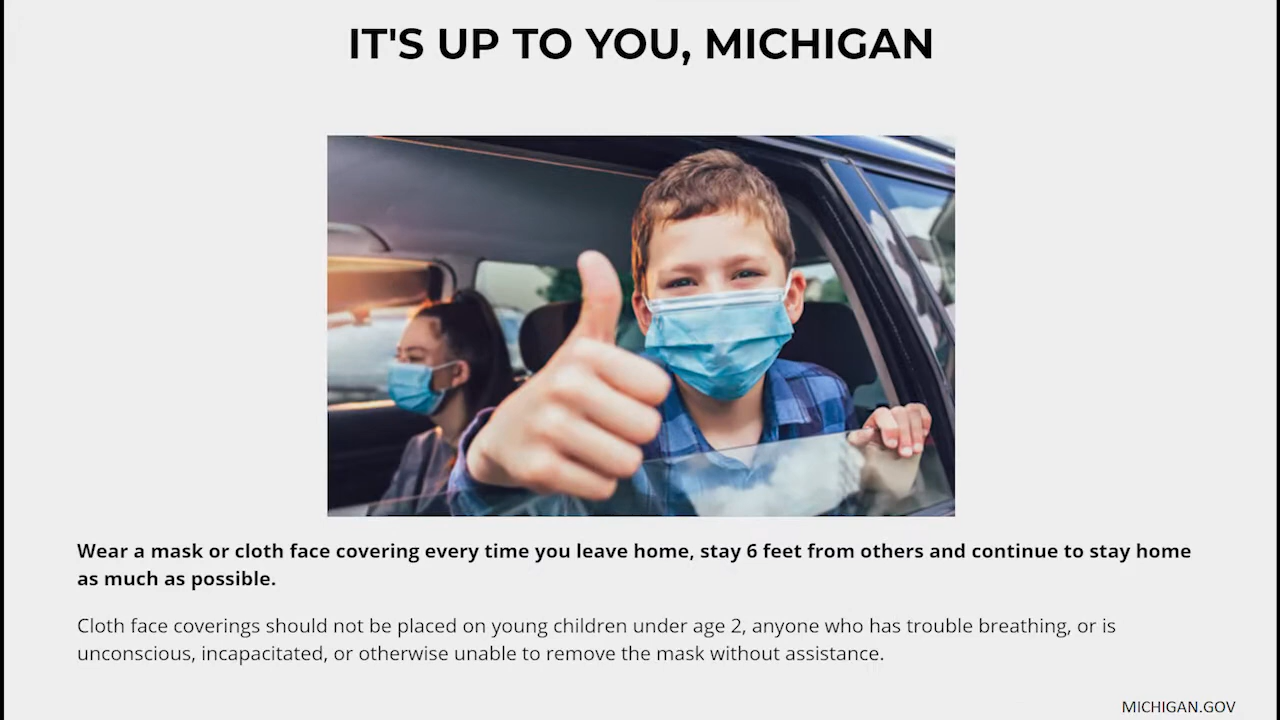 IT'S UP TO YOU, MICHIGAN
Wear a mask or cloth face covering every time you leave home, stay 6 feet from others and continue to stay home
as much as possible.
Cloth face coverings should not be placed on young children under age 2, anyone who has trouble breathing, or is
unconscious, incapacitated, or otherwise unable to remove the mask without assistance.
MICHIGAN.GOV